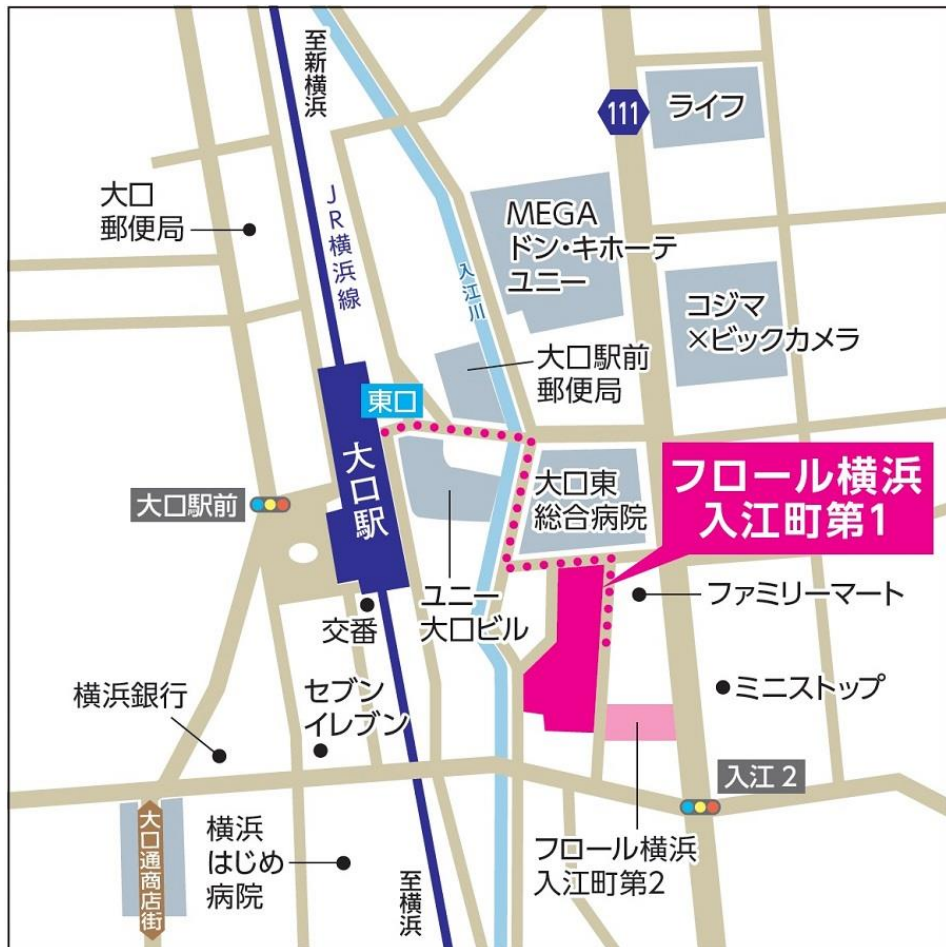 至新横浜
111
ライフ
大口
郵便局
JR横浜線
MEGA
ドン・キホーテ
ユニー
入江川
コジマ
×ビックカメラ
大口駅前
郵便局
東口
大口駅
大口駅前
大口東
総合病院
フロール横浜
入江町第1
ユニー
大口ビル
ファミリーマート
交番
横浜銀行
セブン
イレブン
ミニストップ
入江 2
大口通商店街
横浜
はじめ
病院
至横浜
フロール横浜
入江町第2